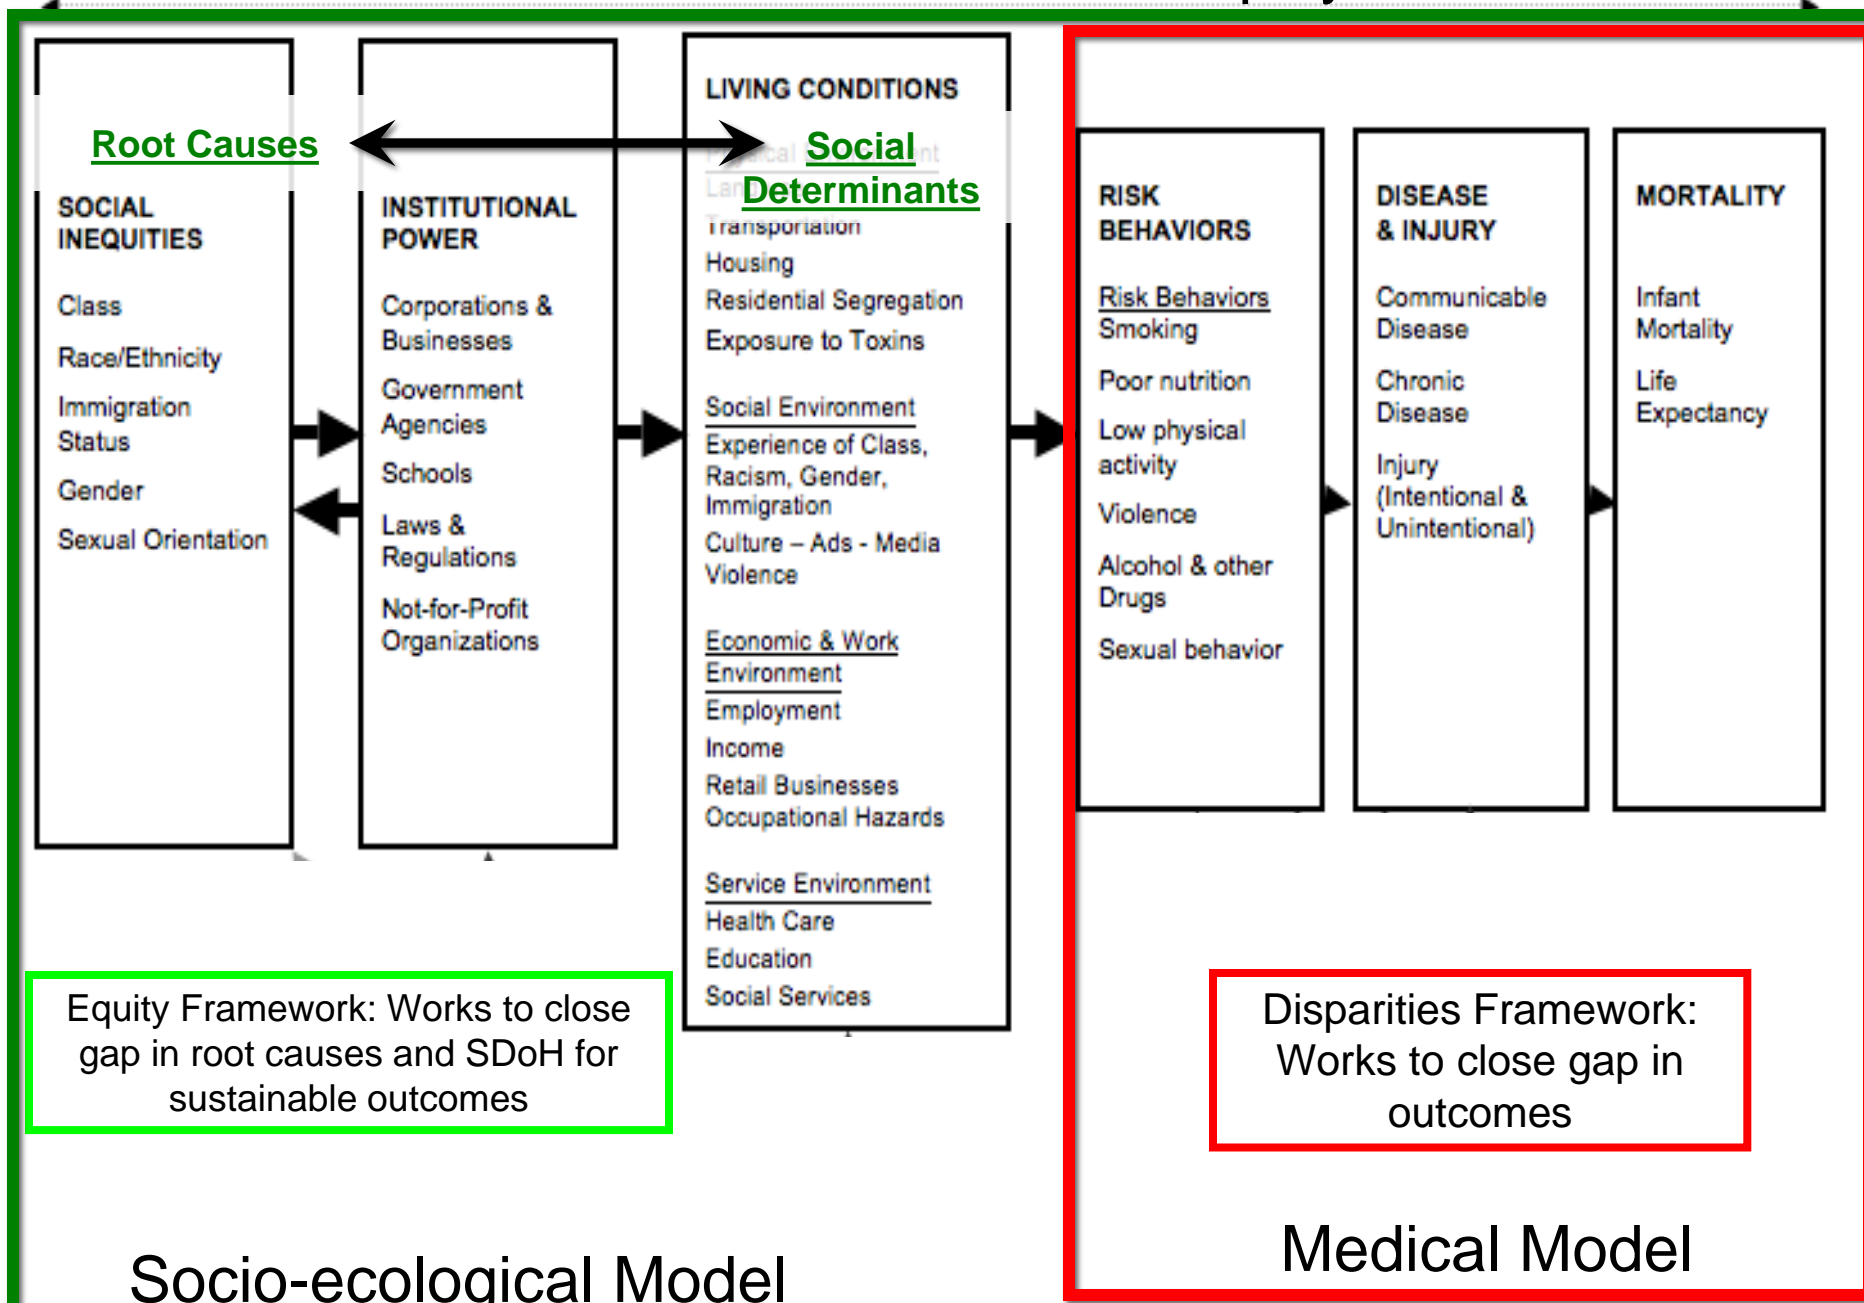 Root Causes
SOCIAL
INEQUITIES
Class
Race/Ethnicity
Immigration
Status
Gender
Sexual Orientation
INSTITUTIONAL
POWER
Corporations &
Businesses
Government
Agencies
Schools
Laws &
Regulations
Not-for-Profit
Organizations
LIVING CONDITIONS
Social
Determinants
Transportation
Housing
Residential Segregation
Exposure to Toxins
Social Environment
Experience of Class,
Racism, Gender,
Immigration
Culture – Ads - Media
Violence
Economic & Work
Environment
Employment
Income
Retail Businesses
Occupational Hazards
Service Environment
Health Care
Education
Social Services
RISK
BEHAVIORS
Risk Behaviors
Smoking
Poor nutrition
Low physical
activity
Violence
Alcohol & other
Drugs
Sexual behavior
DISEASE
& INJURY
Communicable
Disease
Chronic
Disease
Injury
(Intentional &
Unintentional)
MORTALITY
Infant
Mortality
Life
Expectancy
Equity Framework: Works to close
gap in root causes and SDoH for
sustainable outcomes
Disparities Framework:
Works to close gap in
outcomes
Socio-ecological Model
Medical Model